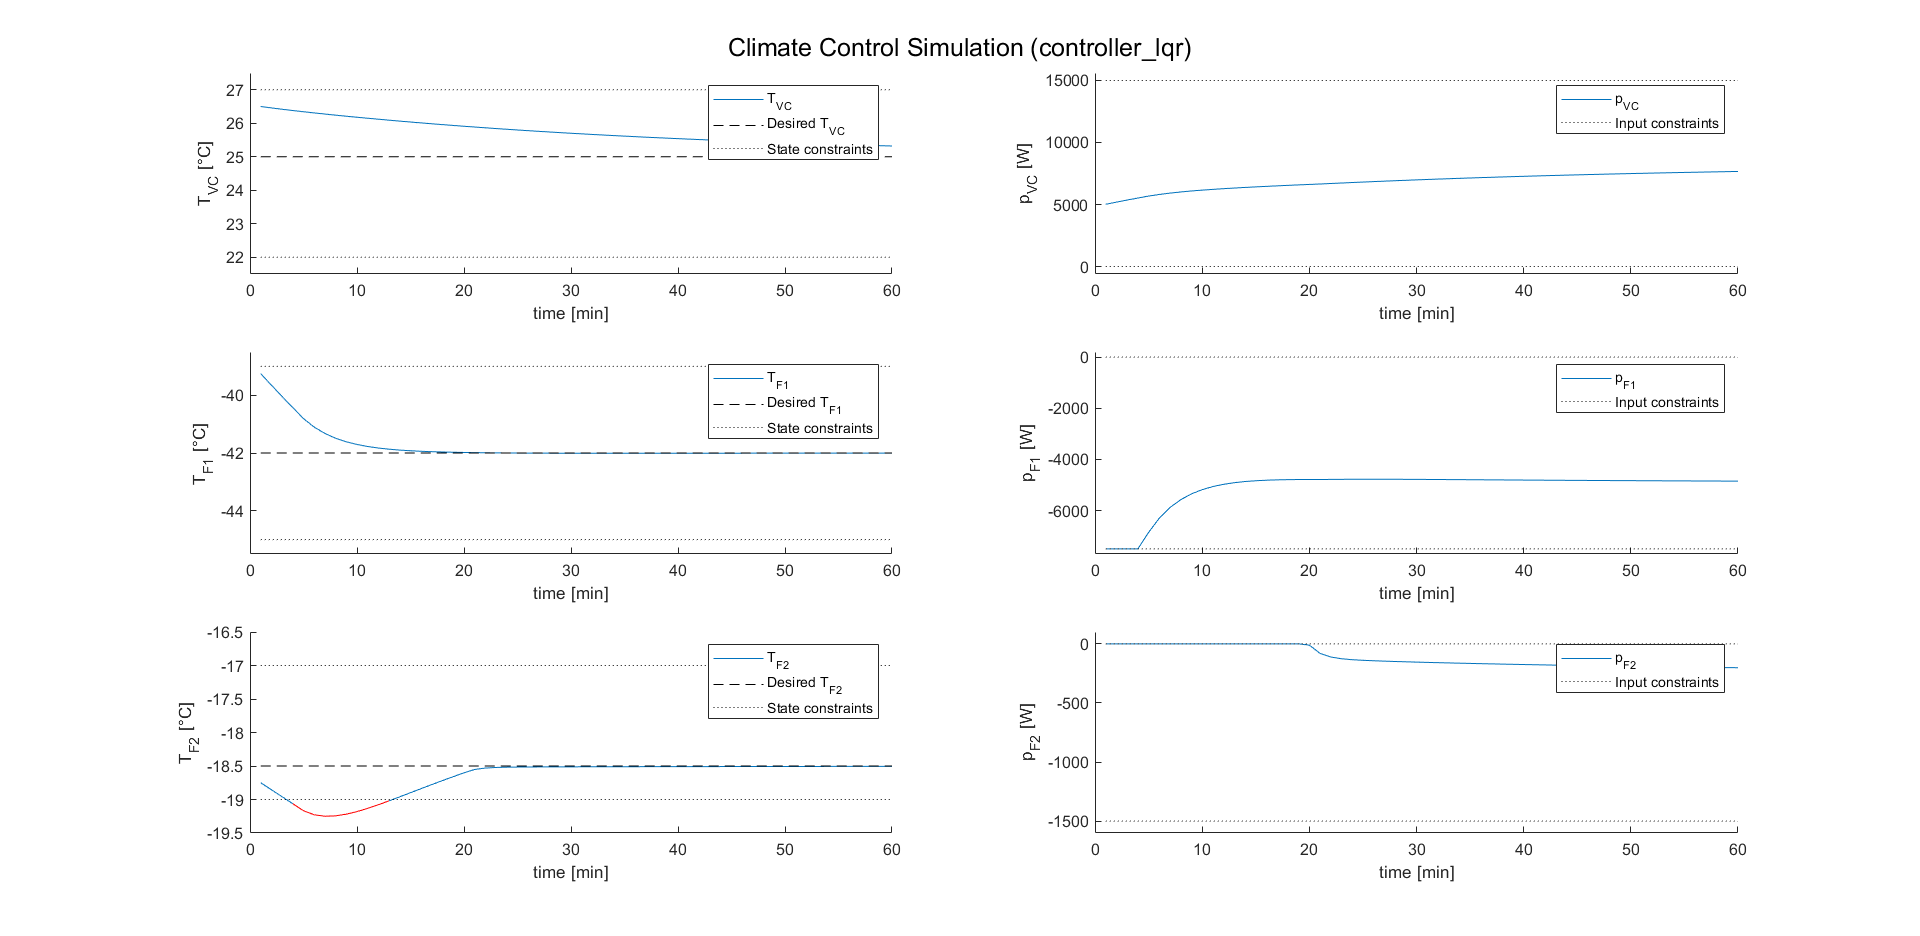 Climate Control Simulation (controller_lqr)
27
26
25
24
23
22
T_VC [°C]
0 10 20 30 40 50 60
time [min]
T_VC
Desired T_VC
State constraints
15000
10000
5000
0
p_VC [W]
0 10 20 30 40 50 60
time [min]
p_VC
Input constraints
-40
-42
-44
T_F1 [°C]
0 10 20 30 40 50 60
time [min]
T_F1
Desired T_F1
State constraints
0
-2000
-4000
-6000
p_F1 [W]
0 10 20 30 40 50 60
time [min]
p_F1
Input constraints
-16.5
-17
-17.5
-18
-18.5
-19
-19.5
T_F2 [°C]
0 10 20 30 40 50 60
time [min]
T_F2
Desired T_F2
State constraints
0
-500
-1000
-1500
p_F2 [W]
0 10 20 30 40 50 60
time [min]
p_F2
Input constraints